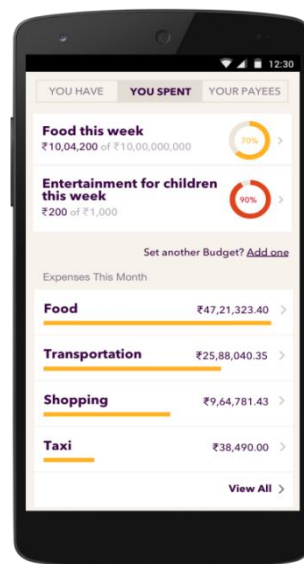 12:30
YOU HAVE YOU SPENT YOUR PAYEES
Food this week
₹10,04,200 of ₹10,00,000,000
70%
Entertainment for children
this week
₹200 of ₹1,000
90%
Set another Budget? Add one
Expenses This Month
Food ₹47,21,323.40
Transportation ₹25,88,040.35
Shopping ₹9,64,781.43
Taxi ₹38,490.00
View All